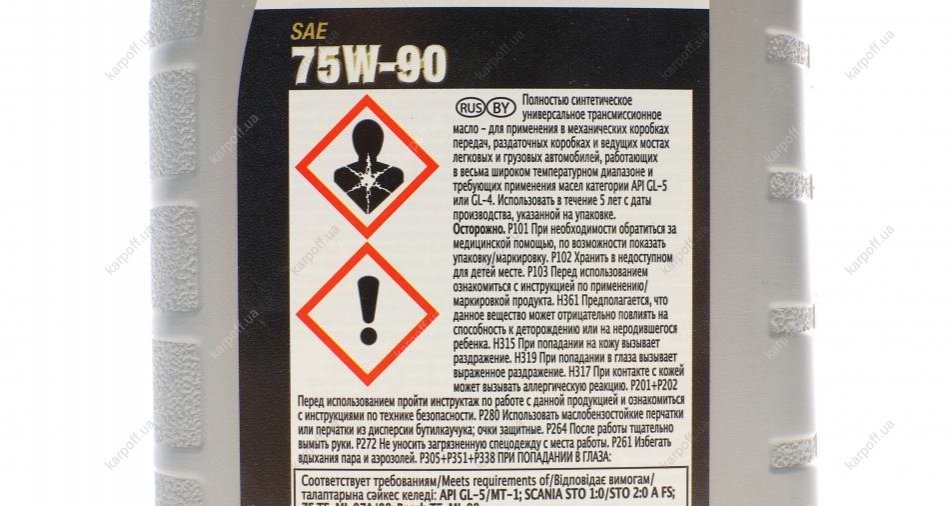 SAE
75W-90
RUS BY Полностью синтетическое
универсальное трансмиссионное
масло – для применения в механических коробках
передач, раздаточных коробках и ведущих мостах
легковых и грузовых автомобилей, работающих
в весьма широком температурном диапазоне и
требующих применения масел категории API GL-5
или GL-4. Использовать в течение 5 лет с даты
производства, указанной на упаковке.
Осторожно. P101 При необходимости обратиться за
медицинской помощью, по возможности показать
упаковку/маркировку. P102 Хранить в недоступном
для детей месте. P103 Перед использованием
ознакомиться с инструкцией по применению/
маркировкой продукта. H361 Предполагается, что
данное вещество может отрицательно повлиять на
способность к деторождению или на неродившегося
ребенка. H315 При попадании на кожу вызывает
раздражение. H319 При попадании в глаза вызывает
выраженное раздражение. H317 При контакте с кожей
может вызывать аллергическую реакцию. P201+P202
Перед использованием пройти инструктаж по работе с данной продукцией и ознакомиться
с инструкциями по технике безопасности. P280 Использовать маслобензостойкие перчатки
или перчатки из дисперсии бутилкаучука; очки защитные. P264 После работы тщательно
вымыть руки. P272 Не уносить загрязненную спецодежду с места работы. P261 Избегать
вдыхания пара и аэрозолей. P305+P351+P338 ПРИ ПОПАДАНИИ В ГЛАЗА:
Соответствует требованиям/Meets requirements of/Відповідає вимогам/
талаптарына сәйкес келеді: API GL-5/MT-1; SCANIA STO 1:0/STO 2:0 A FS;
karpoff.ua